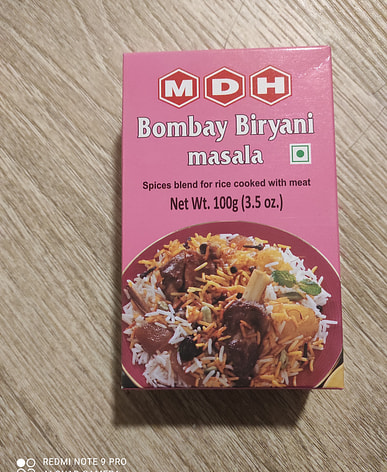 MDH
Bombay Biryani
masala
Spices blend for rice cooked with meat
Net Wt. 100g (3.5 oz.)
REDMI NOTE 9 PRO